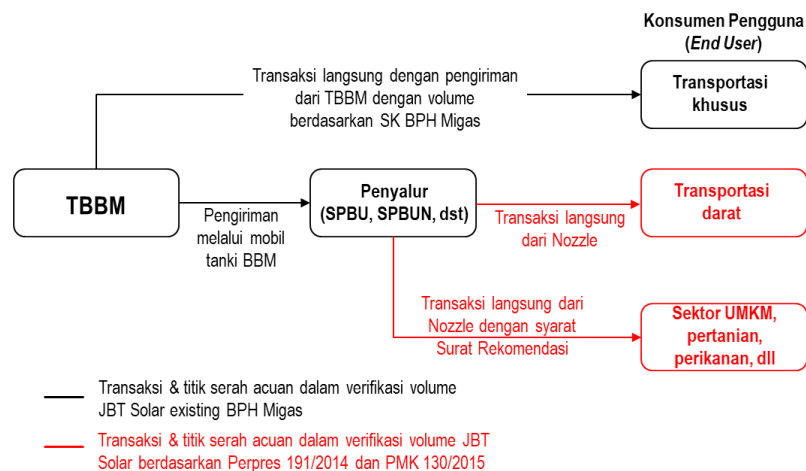 Konsumen Pengguna
(End User)
Transaksi langsung dengan pengiriman
dari TBBM dengan volume
berdasarkan SK BPH Migas
Transportasi
khusus
TBBM
Pengiriman
melalui mobil
tanki BBM
Penyalur
(SPBU, SPBUN, dst)
Transaksi langsung
dari Nozzle
Transportasi
darat
Transaksi langsung dari
Nozzle dengan syarat
Surat Rekomendasi
Sektor UMKM,
pertanian,
perikanan, dll
Transaksi & titik serah acuan dalam verifikasi volume
JBT Solar existing BPH Migas
Transaksi & titik serah acuan dalam verifikasi volume JBT
Solar berdasarkan Perpres 191/2014 dan PMK 130/2015